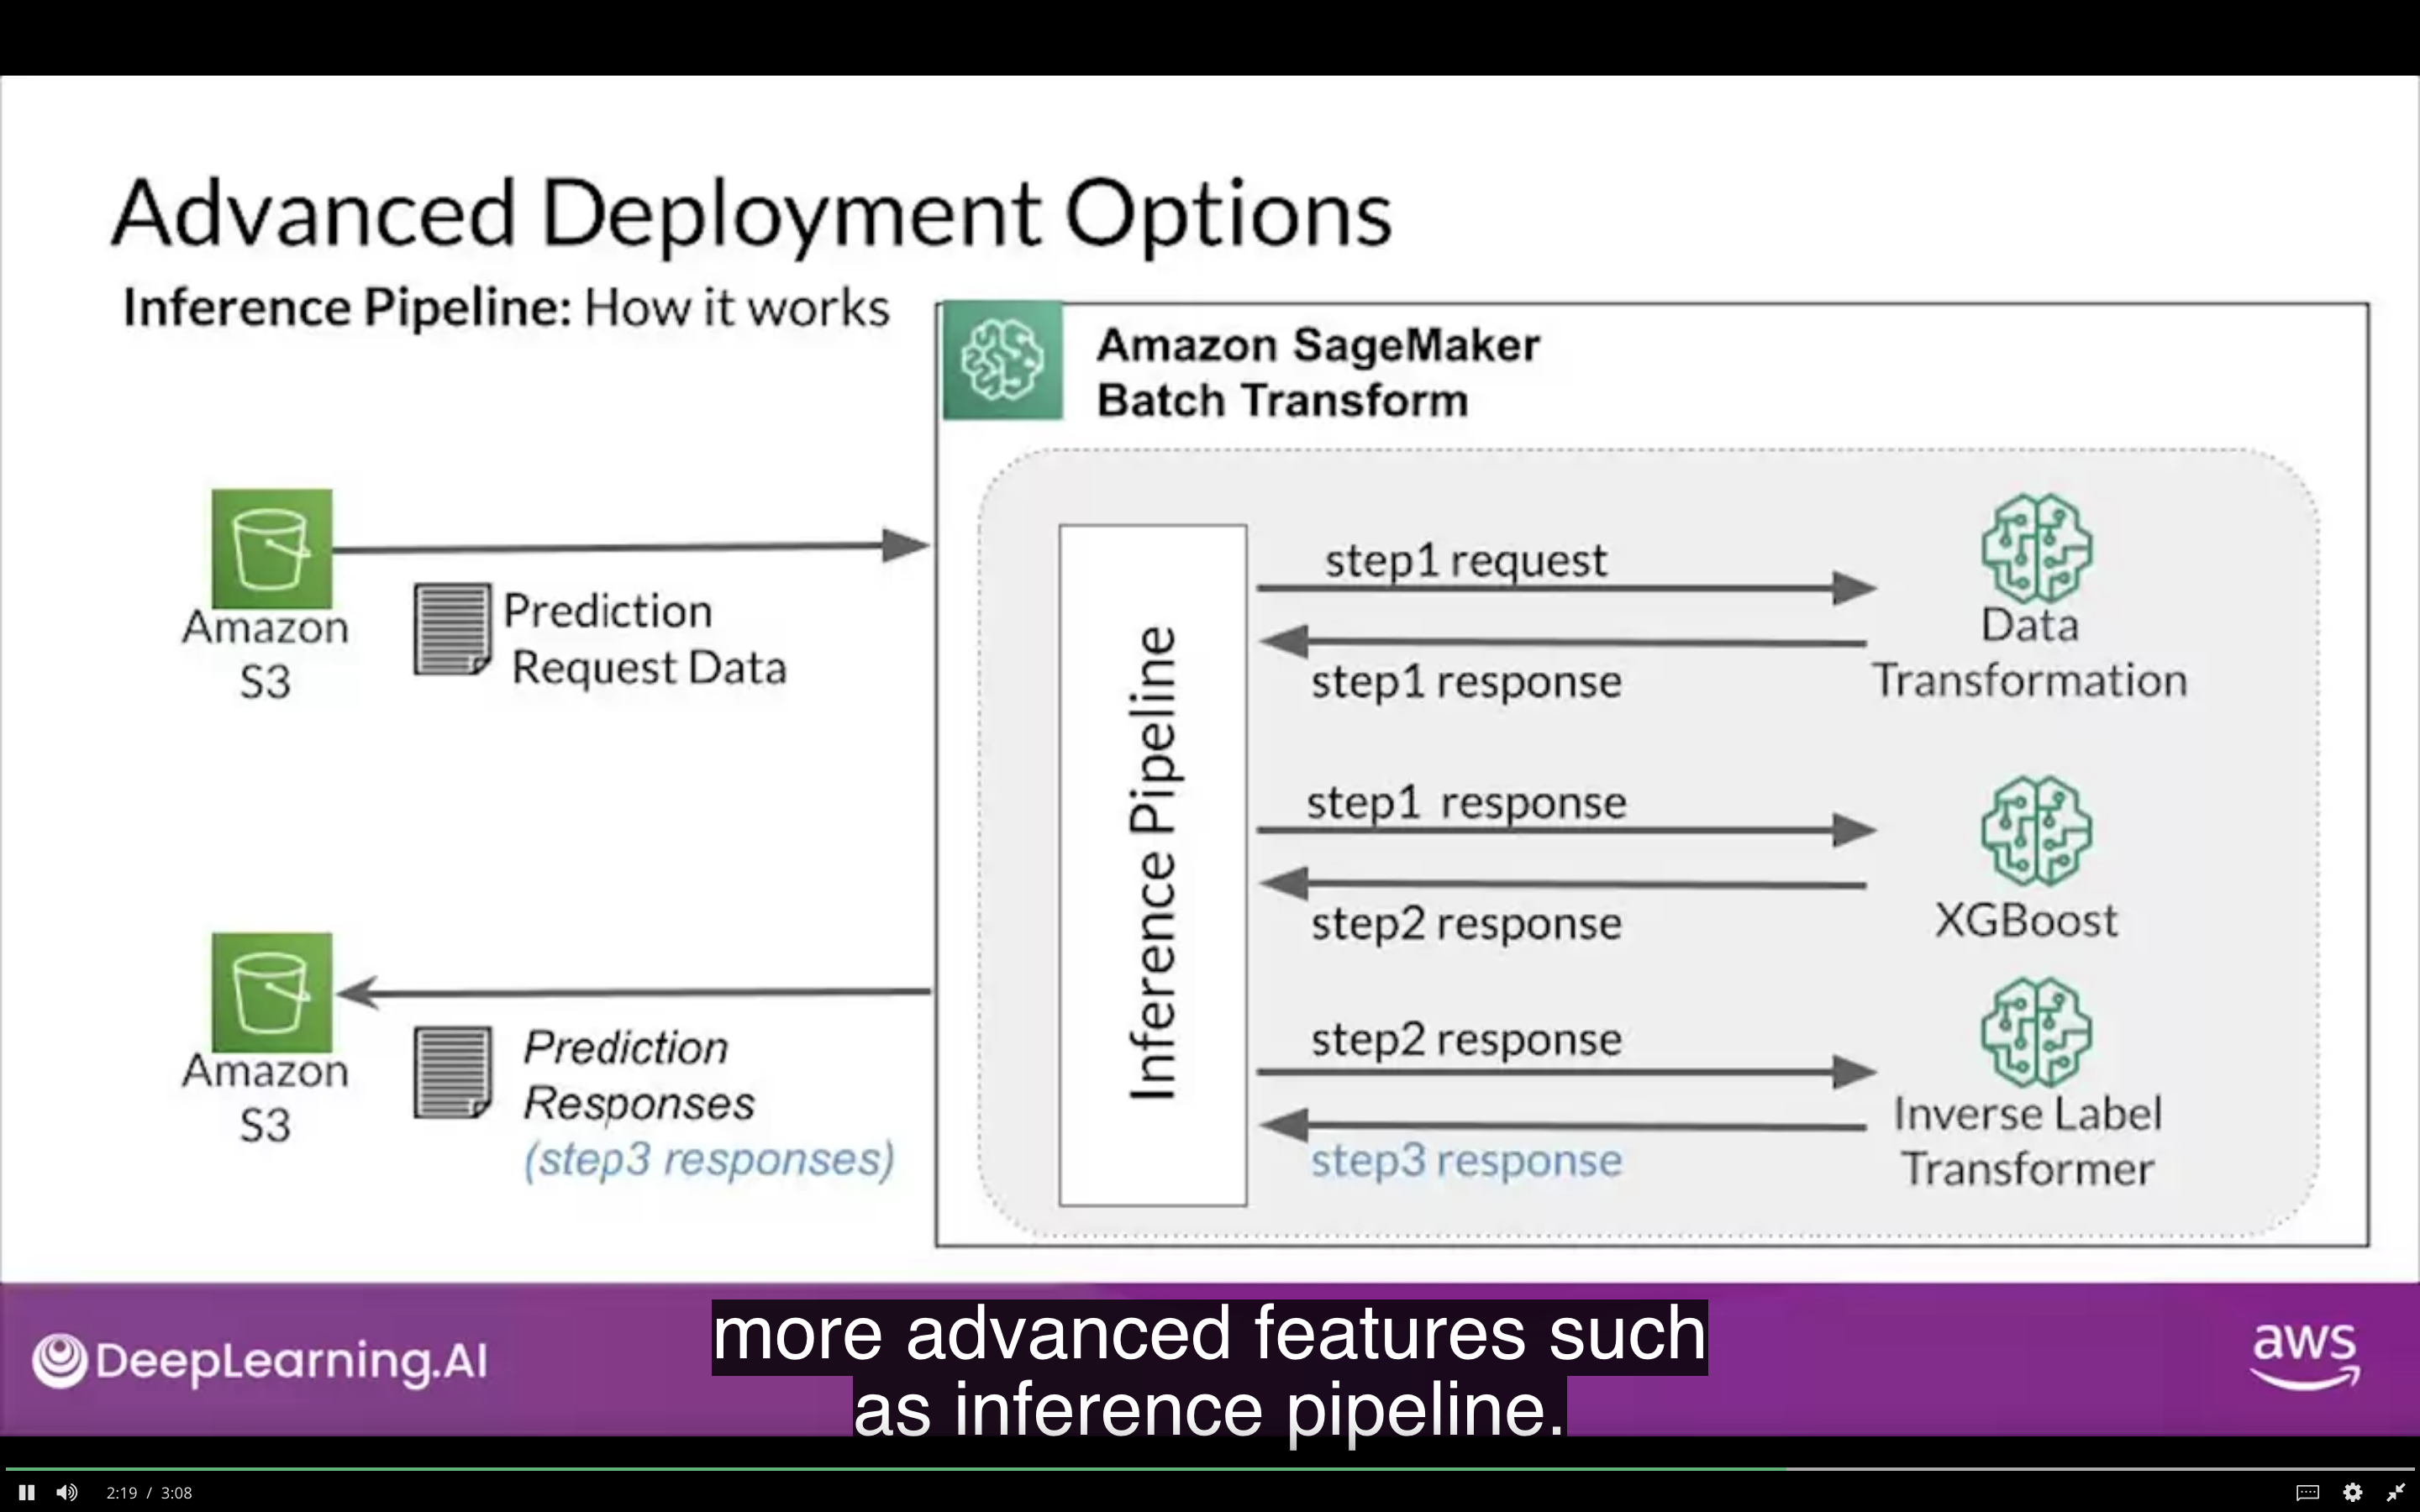 Advanced Deployment Options
Inference Pipeline: How it works
Amazon SageMaker
Batch Transform
Amazon
S3
Prediction
Request Data
Inference Pipeline
step1 request
step1 response
Data
Transformation
step1 response
step2 response
XGBoost
step2 response
step3 response
Inverse Label
Transformer
Amazon
S3
Prediction
Responses
(step3 responses)
DeepLearning.AI
aws
more advanced features such
as inference pipeline.
2:19 / 3:08